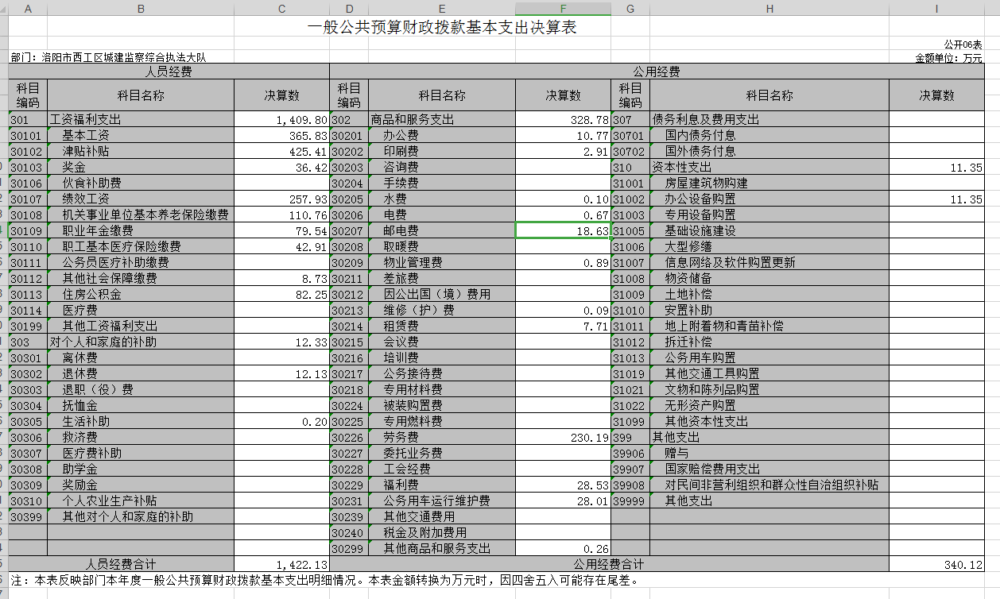 A B C D E F G H I
一般公共预算财政拨款基本支出决算表
公开06表
部门：洛阳市西工区城建监察综合执法大队 金额单位：万元
人员经费 公用经费
科目编码 科目名称 决算数 科目编码 科目名称 决算数 科目编码 科目名称 决算数
301 工资福利支出 1,409.80 302 商品和服务支出 328.78 307 债务利息及费用支出
30101 基本工资 365.83 30201 办公费 10.77 30701 国内债务付息
30102 津贴补贴 425.41 30202 印刷费 2.91 30702 国外债务付息
30103 奖金 36.42 30203 咨询费 310 资本性支出 11.35
30106 伙食补助费 30204 手续费 31001 房屋建筑物购建
30107 绩效工资 257.93 30205 水费 0.10 31002 办公设备购置 11.35
30108 机关事业单位基本养老保险缴费 110.76 30206 电费 0.67 31003 专用设备购置
30109 职业年金缴费 79.54 30207 邮电费 18.63 31005 基础设施建设
30110 职工基本医疗保险缴费 42.91 30208 取暖费 31006 大型修缮
30111 公务员医疗补助缴费 30209 物业管理费 0.89 31007 信息网络及软件购置更新
30112 其他社会保障缴费 8.73 30211 差旅费 31008 物资储备
30113 住房公积金 82.25 30212 因公出国（境）费用 31009 土地补偿
30114 医疗费 30213 维修（护）费 0.09 31010 安置补助
30199 其他工资福利支出 30214 租赁费 7.71 31011 地上附着物和青苗补偿
303 对个人和家庭的补助 12.33 30215 会议费 31012 拆迁补偿
30301 离休费 30216 培训费 31013 公务用车购置
30302 退休费 12.13 30217 公务接待费 31019 其他交通工具购置
30303 退职（役）费 30218 专用材料费 31021 文物和陈列品购置
30304 抚恤金 30224 被装购置费 31022 无形资产购置
30305 生活补助 0.20 30225 专用燃料费 31099 其他资本性支出
30306 救济费 30226 劳务费 230.19 399 其他支出
30307 医疗费补助 30227 委托业务费 39906 赠与
30308 助学金 30228 工会经费 39907 国家赔偿费用支出
30309 奖励金 30229 福利费 28.53 39908 对民间非营利组织和群众性自治组织补贴
30310 个人农业生产补贴 30231 公务用车运行维护费 28.01 39999 其他支出
30399 其他对个人和家庭的补助 30239 其他交通费用
30240 税金及附加费用
30299 其他商品和服务支出 0.26
人员经费合计 1,422.13 公用经费合计 340.12
注：本表反映部门本年度一般公共预算财政拨款基本支出明细情况。本表金额转换为万元时，因四舍五入可能存在尾差。